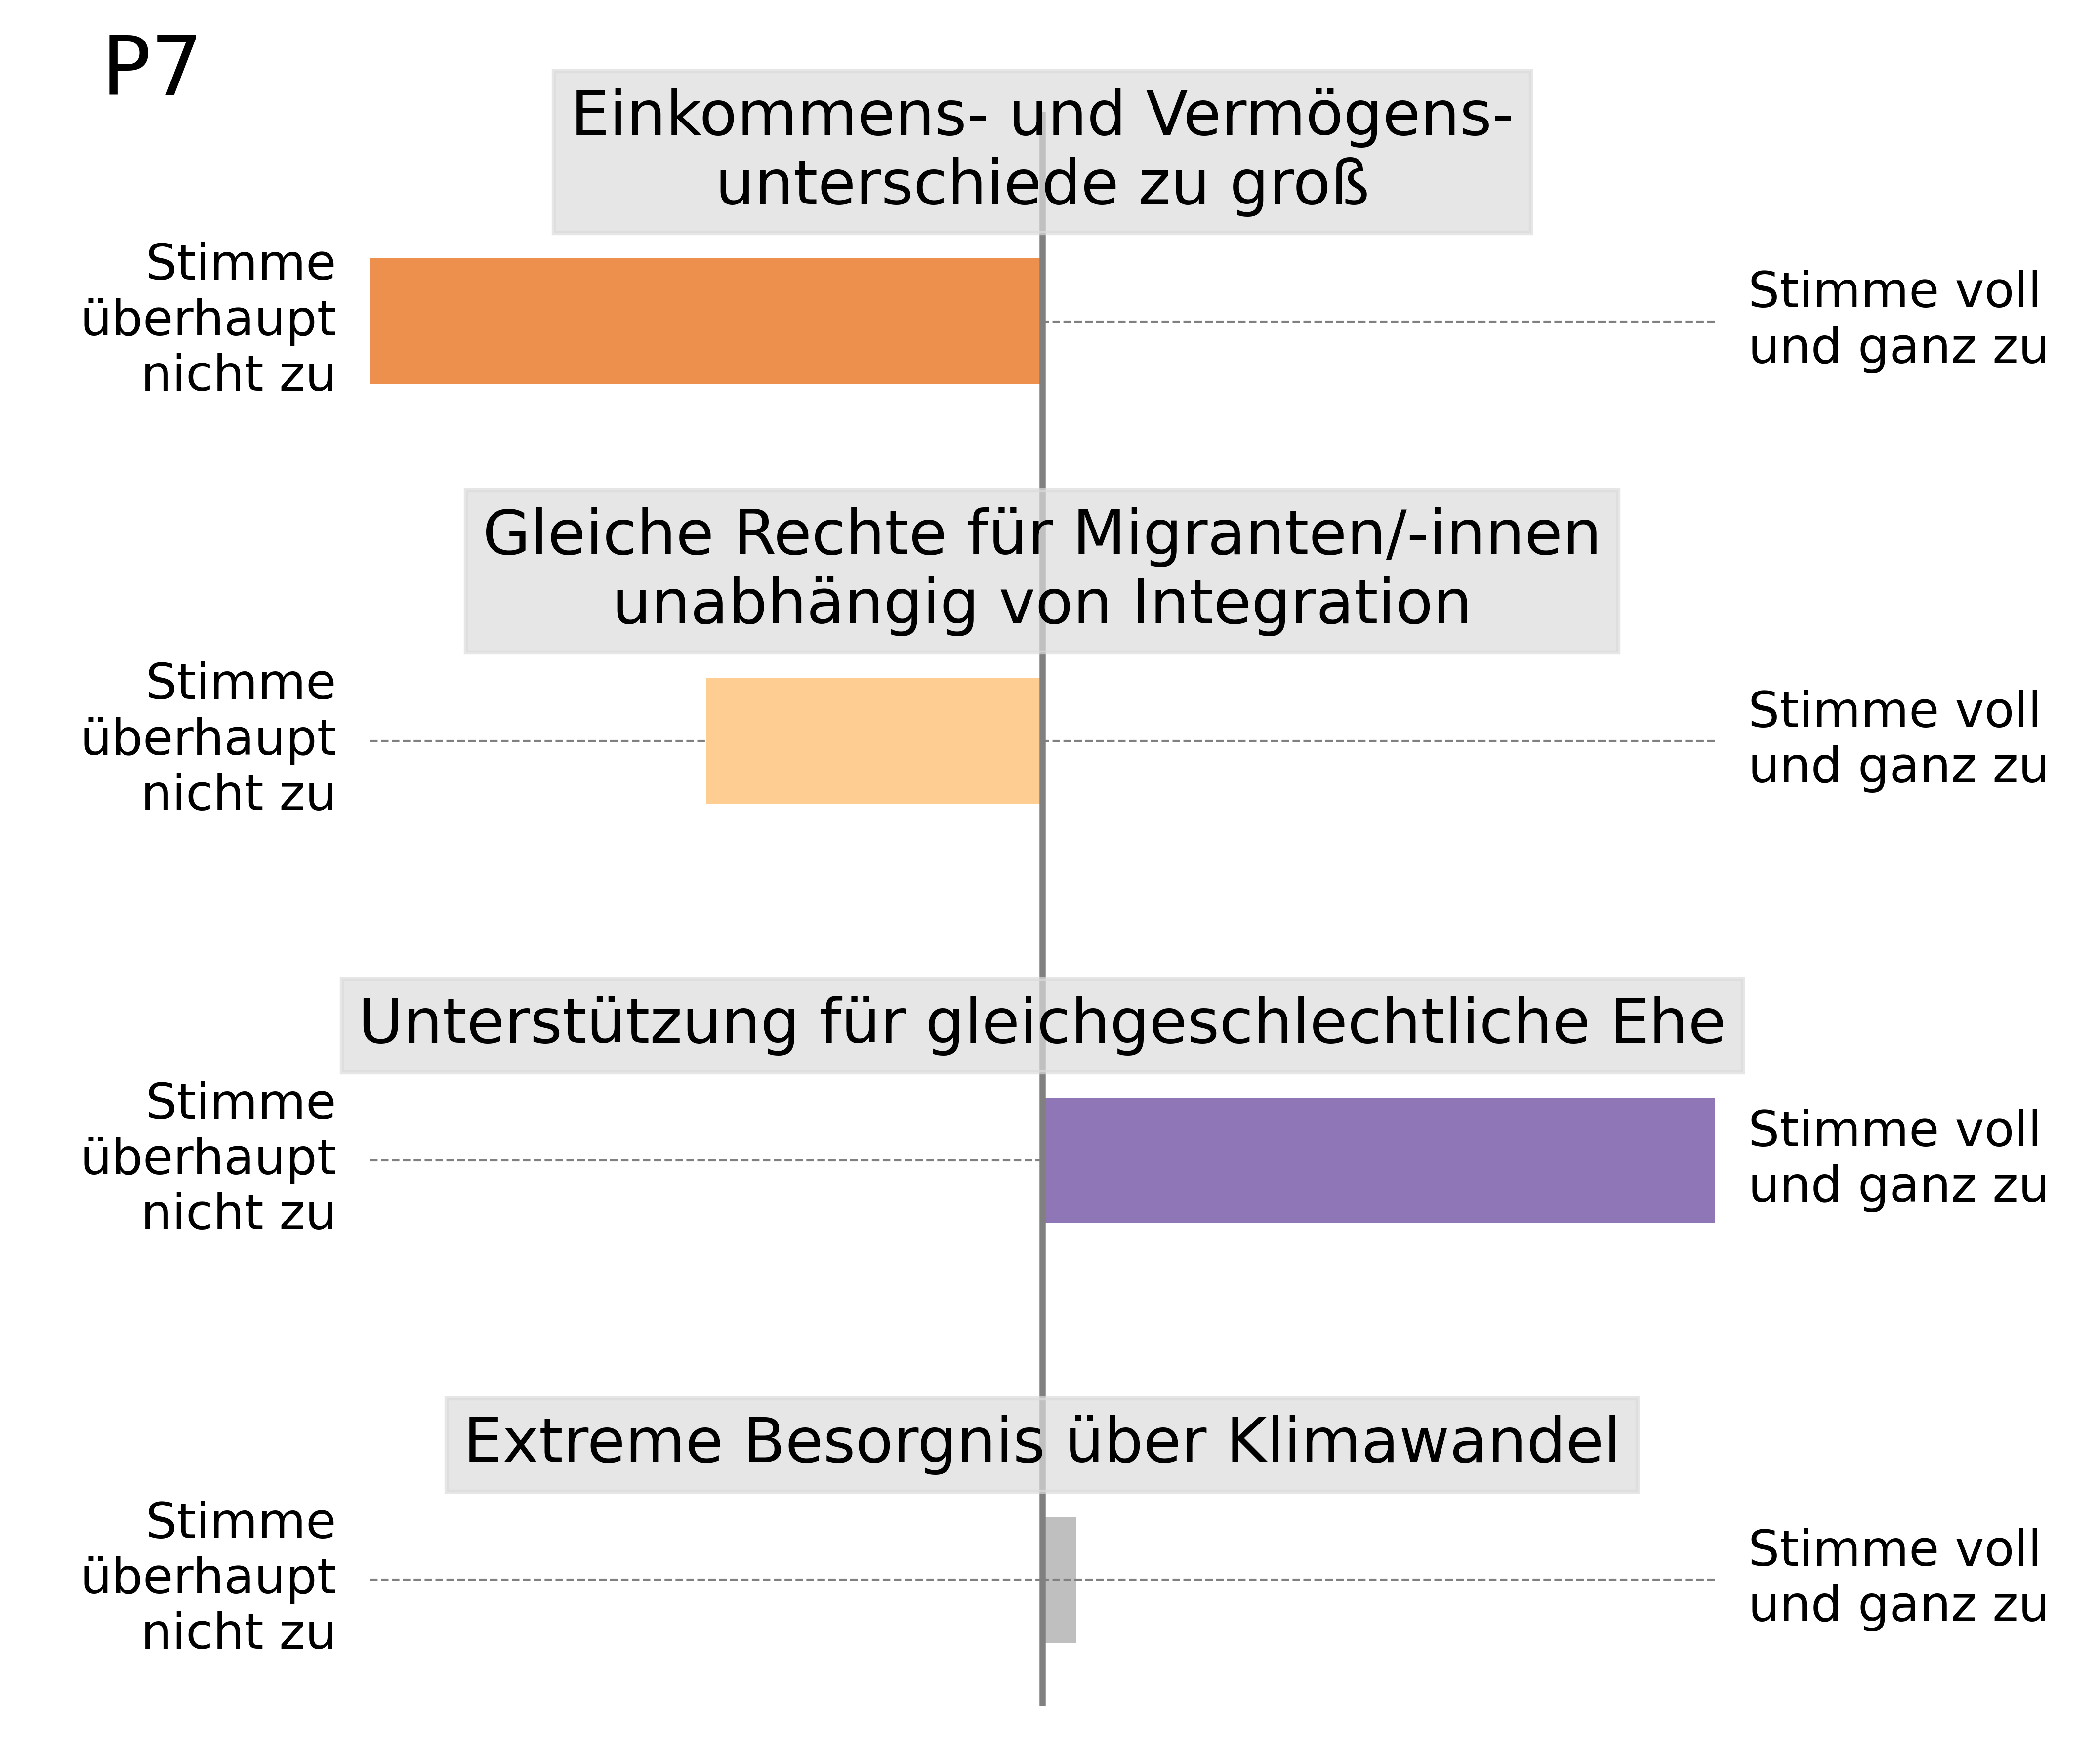 P7
Einkommens- und Vermögens-
unterschiede zu groß
Stimme
überhaupt
nicht zu
Stimme voll
und ganz zu
Gleiche Rechte für Migranten/-innen
unabhängig von Integration
Stimme
überhaupt
nicht zu
Stimme voll
und ganz zu
Unterstützung für gleichgeschlechtliche Ehe
Stimme
überhaupt
nicht zu
Stimme voll
und ganz zu
Extreme Besorgnis über Klimawandel
Stimme
überhaupt
nicht zu
Stimme voll
und ganz zu